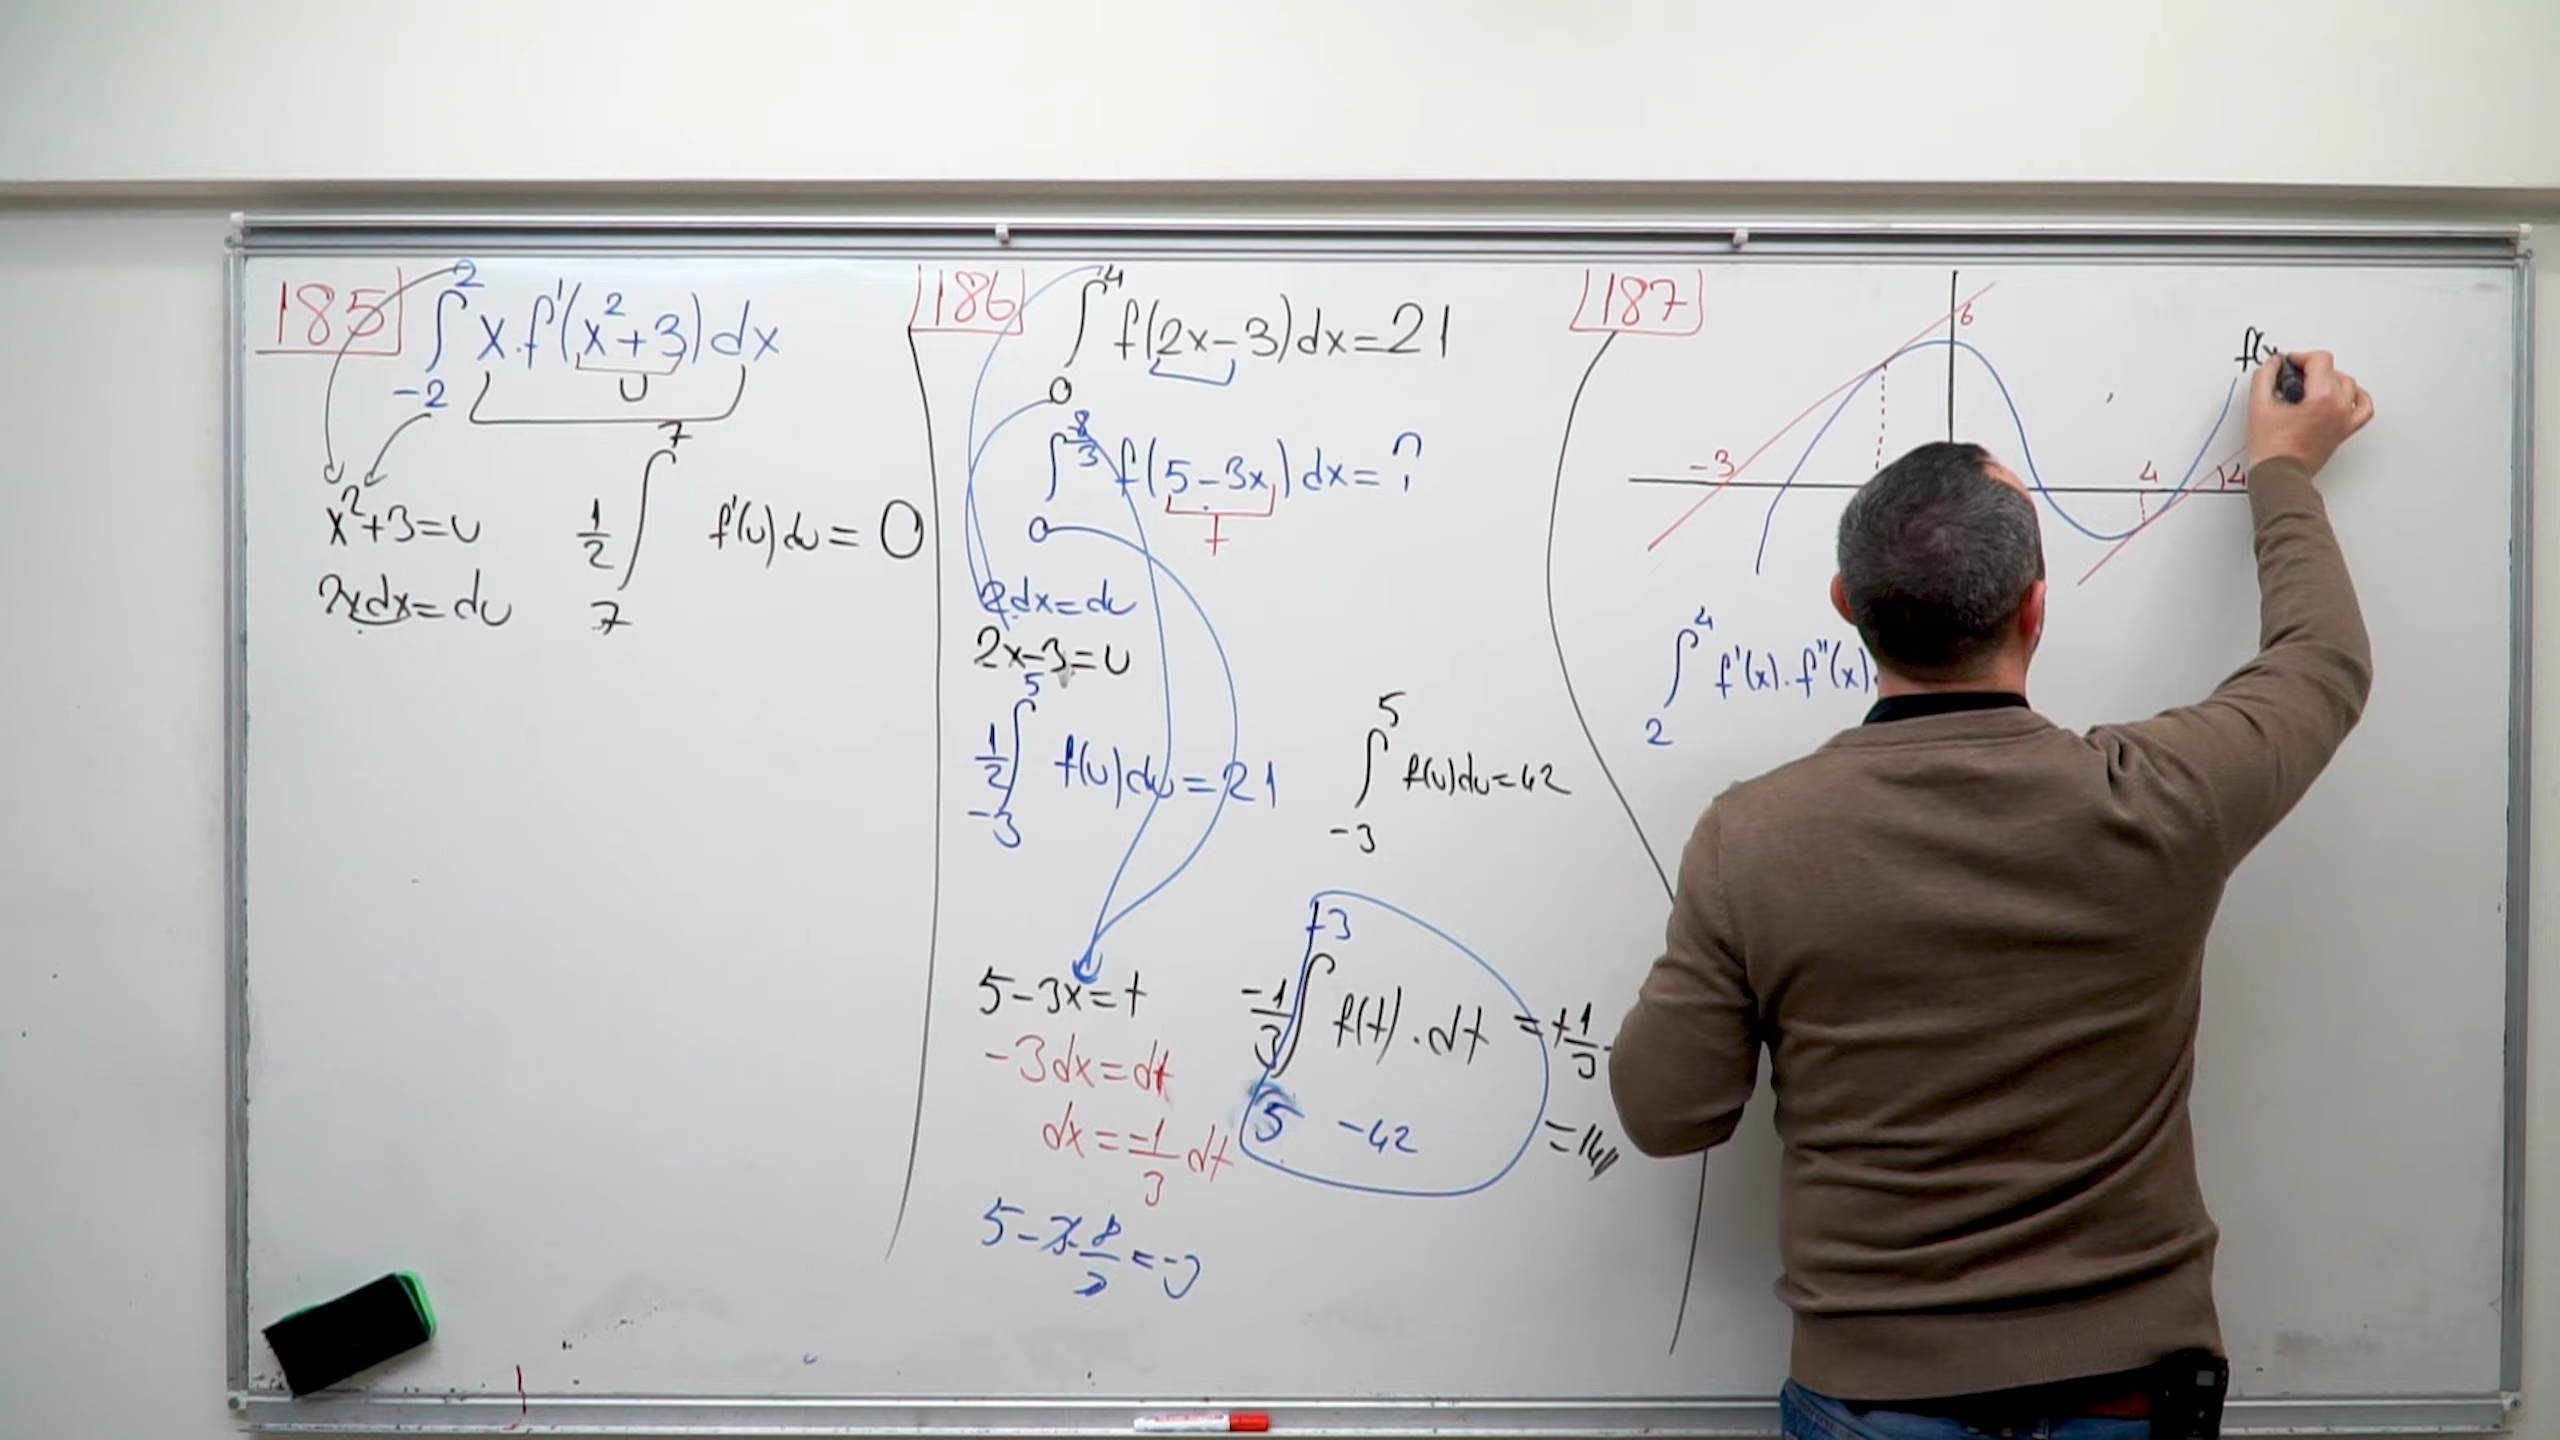 185
∫₋₂² x.f'(x²+3)dx
u
x²+3=u
2xdx=du
1/2 ∫₇⁷ f'(u)du=0
186
∫₀⁴ f(2x-3)dx=21
∫₀^(8/3) f(5-3x)dx=?
t
2dx=du
2x-3=u
1/2 ∫₋₃⁵ f(u)du=21
∫₋₃⁵ f(u)du=42
5-3x=t
-3dx=dt
dx=-1/3 dt
-1/3 ∫₅⁻³ f(t).dt = +1/3
-42
=14
5-3.8/3=-3
187
6
-3
4
4
∫₂⁴ f'(x).f''(x)